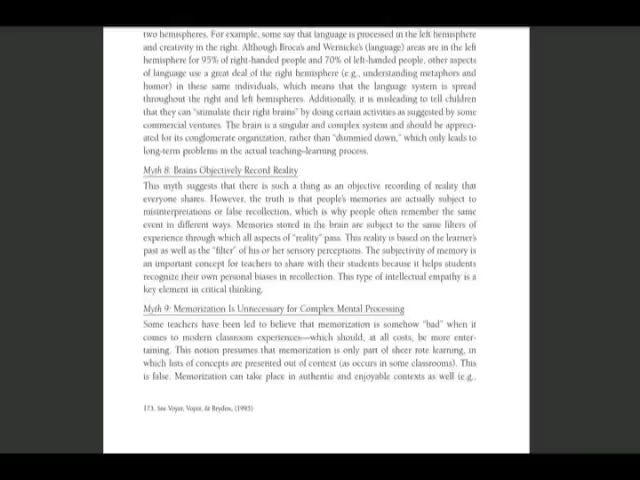 two hemispheres. For example, some say that language is processed in the left hemisphere
and creativity in the right. Although Broca's and Wernicke's (language) areas are in the left
hemisphere for 95% of right-handed people and 70% of left-handed people, other aspects
of language use a great deal of the right hemisphere (e.g., understanding metaphors and
humor) in these same individuals, which means that the language system is spread
throughout the right and left hemispheres. Additionally, it is misleading to tell children
that they can "stimulate their right brains" by doing certain activities as suggested by some
commercial ventures. The brain is a singular and complex system and should be appreci-
ated for its conglomerate organization, rather than "dummied down," which only leads to
long-term problems in the actual teaching–learning process.
Myth 8: Brains Objectively Record Reality
This myth suggests that there is such a thing as an objective recording of reality that
everyone shares. However, the truth is that people's memories are actually subject to
misinterpretations or false recollection, which is why people often remember the same
event in different ways. Memories stored in the brain are subject to the same filters of
experience through which all aspects of "reality" pass. This reality is based on the learner's
past as well as the "filter" of his or her sensory perceptions. The subjectivity of memory is
an important concept for teachers to share with their students because it helps students
recognize their own personal biases in recollection. This type of intellectual empathy is a
key element in critical thinking.
Myth 9: Memorization Is Unnecessary for Complex Mental Processing
Some teachers have been led to believe that memorization is somehow "bad" when it
comes to modern classroom experiences—which should, at all costs, be more enter-
taining. This notion presumes that memorization is only part of sheer rote learning, in
which lists of concepts are presented out of context (as occurs in some classrooms). This
is false. Memorization can take place in authentic and enjoyable contexts as well (e.g.,
173. See Voyer, Voyer, & Bryden, (1995)